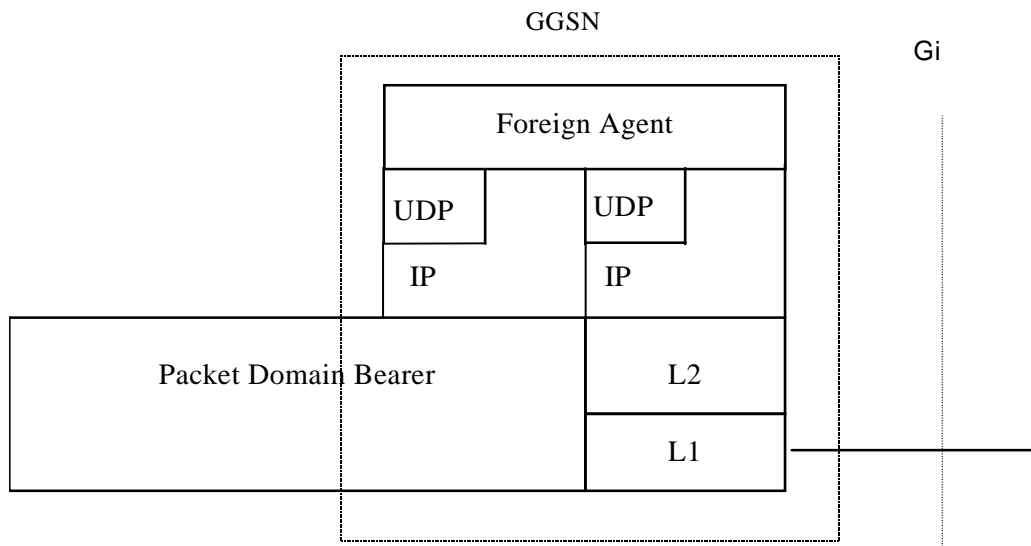 GGSN
Gi
Foreign Agent
UDP
UDP
IP
IP
Packet Domain Bearer
L2
L1